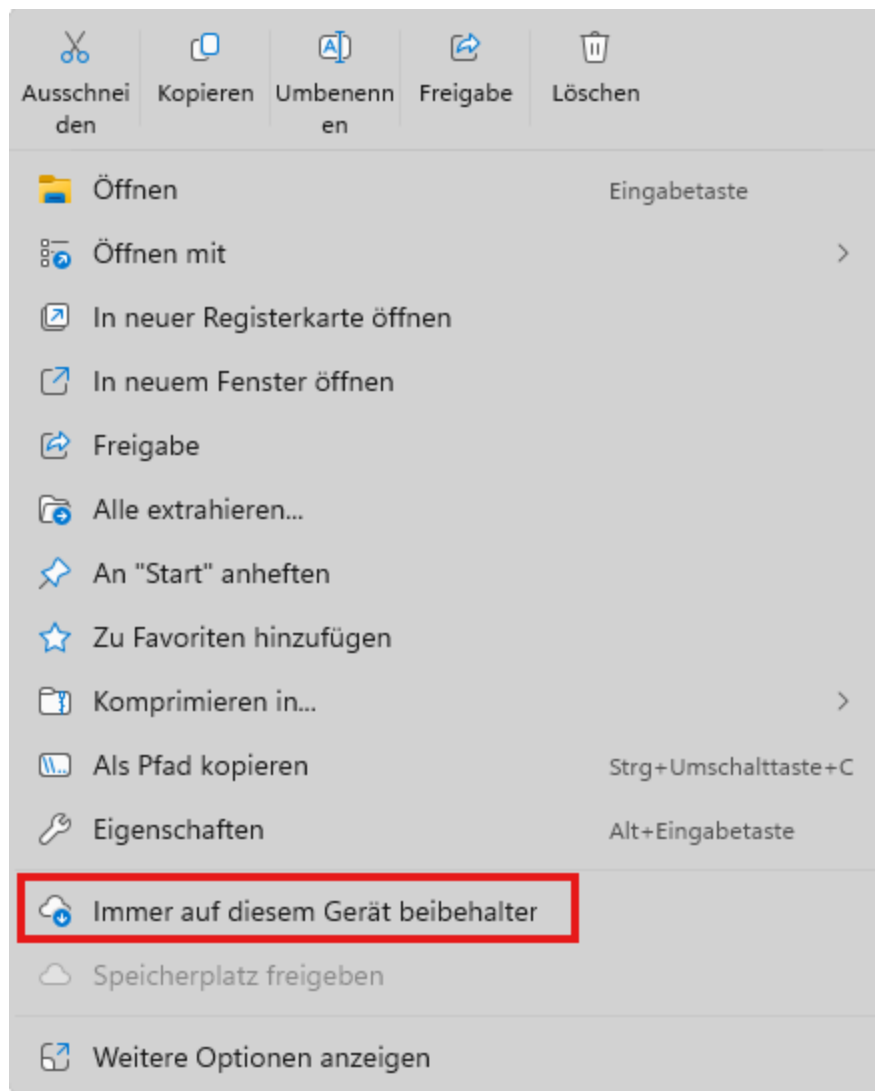 Ausschnei
den
Kopieren
Umbenenn
en
Freigabe
Löschen
Öffnen Eingabetaste
Öffnen mit
In neuer Registerkarte öffnen
In neuem Fenster öffnen
Freigabe
Alle extrahieren...
An "Start" anheften
Zu Favoriten hinzufügen
Komprimieren in...
Als Pfad kopieren Strg+Umschalttaste+C
Eigenschaften Alt+Eingabetaste
Immer auf diesem Gerät beibehalter
Speicherplatz freigeben
Weitere Optionen anzeigen